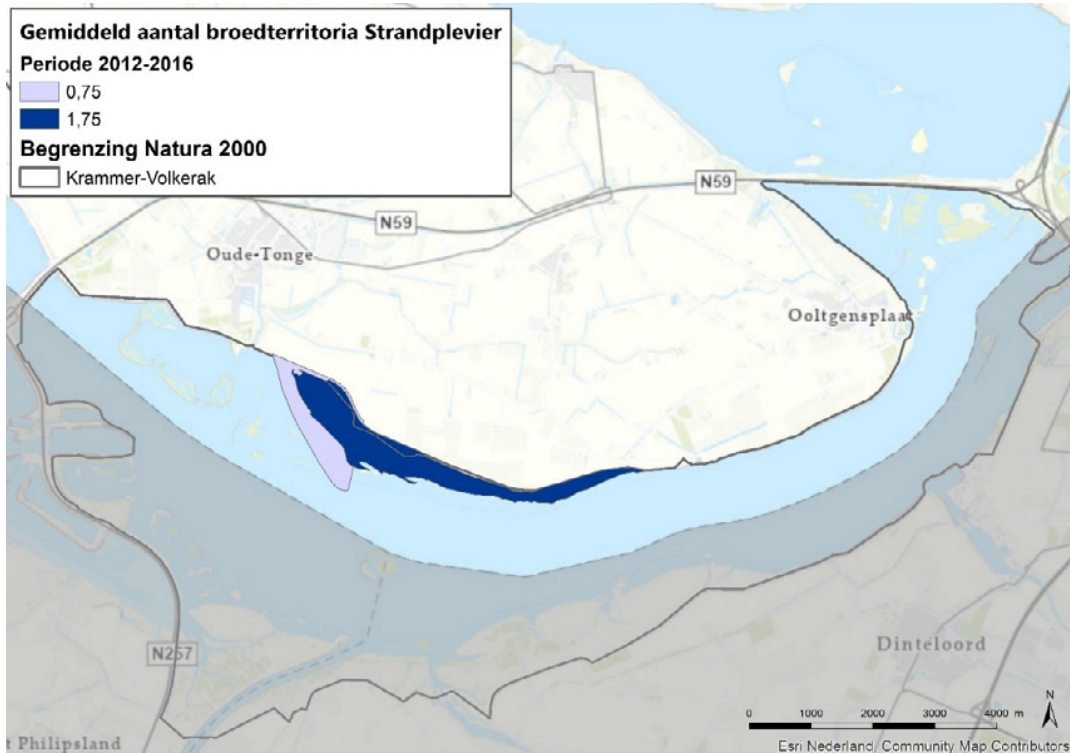 Gemiddeld aantal broedterritoria Strandplevier
Periode 2012-2016
0,75
1,75
Begrenzing Natura 2000
Krammer-Volkerak
N59
N59
Oude-Tonge
Ooltgensplaat
N257
Dinteloord
t Philipsland
N
0
1000
2000
3000
4000 m
Esri Nederland, Community Map Contributors